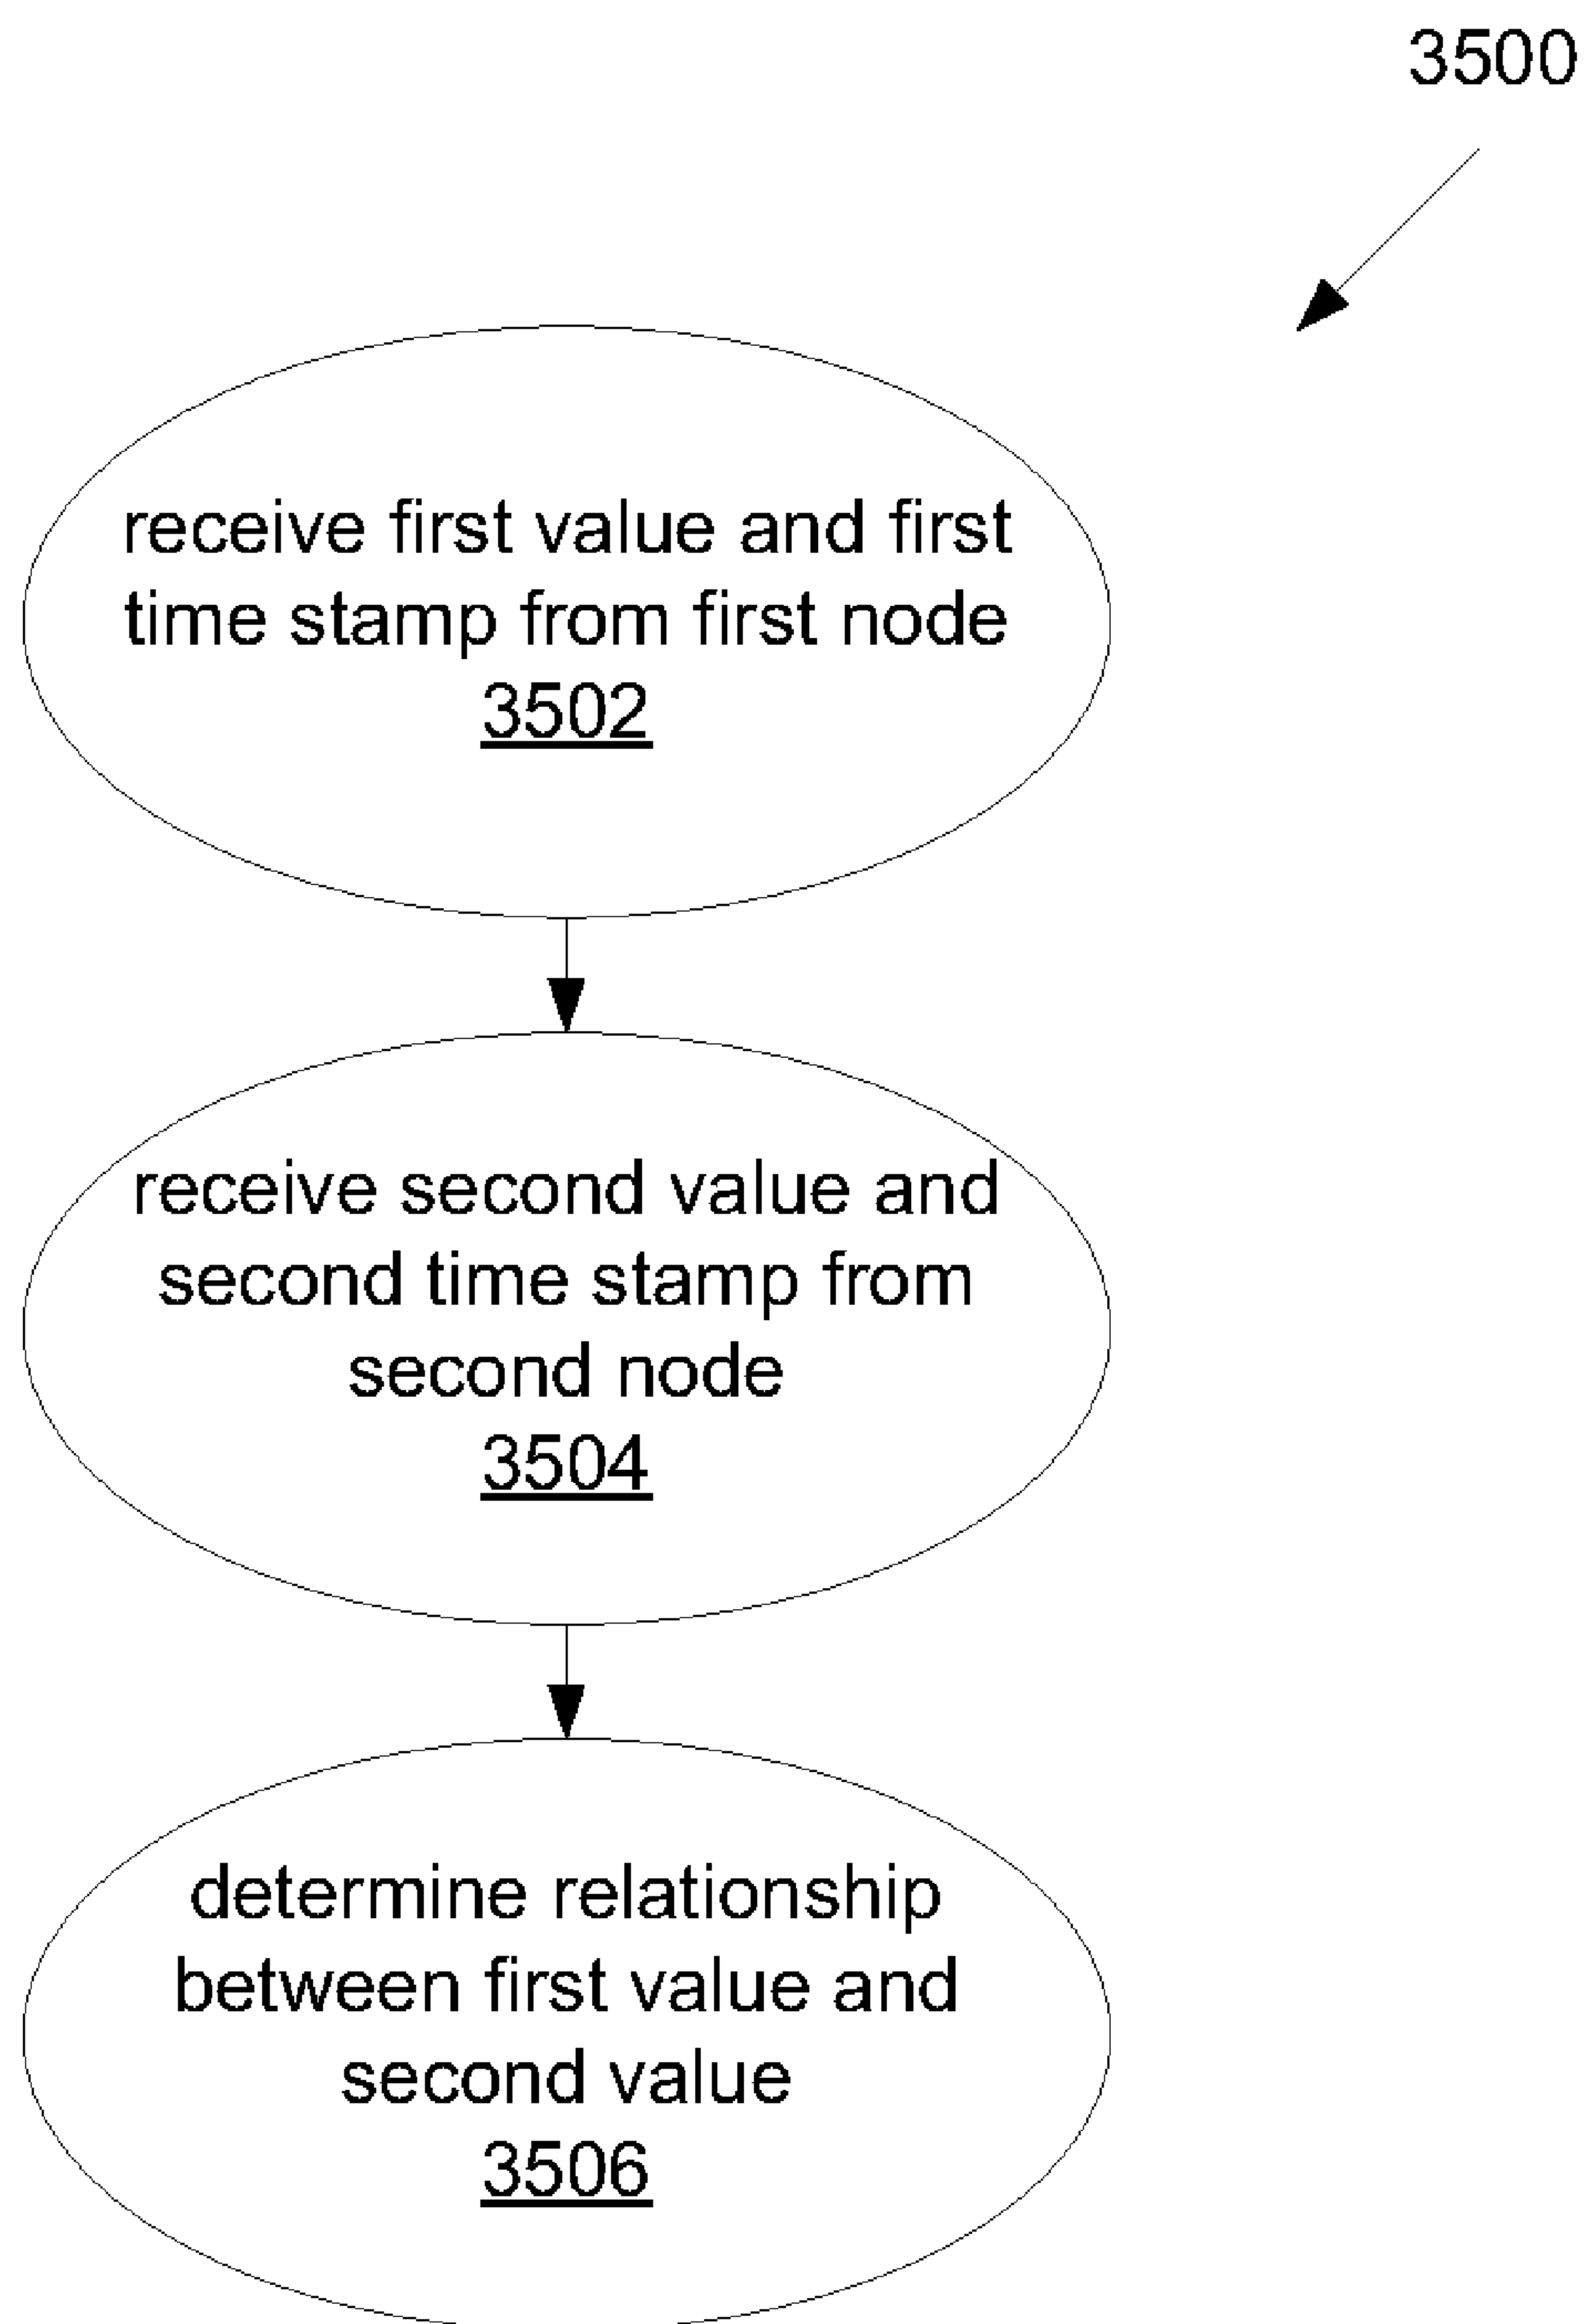 3500
receive first value and first
time stamp from first node
3502
receive second value and
second time stamp from
second node
3504
determine relationship
between first value and
second value
3506